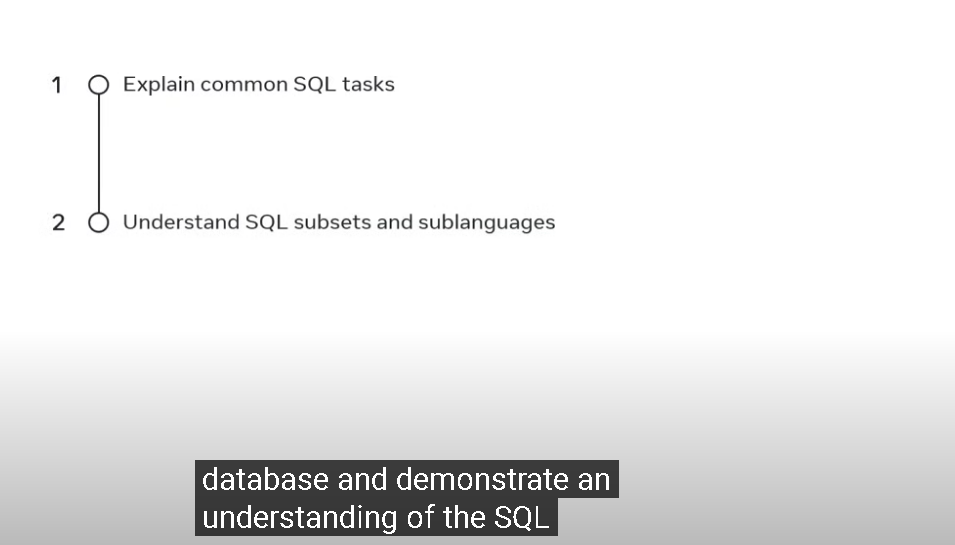 1 Explain common SQL tasks
2 Understand SQL subsets and sublanguages
database and demonstrate an
understanding of the SQL